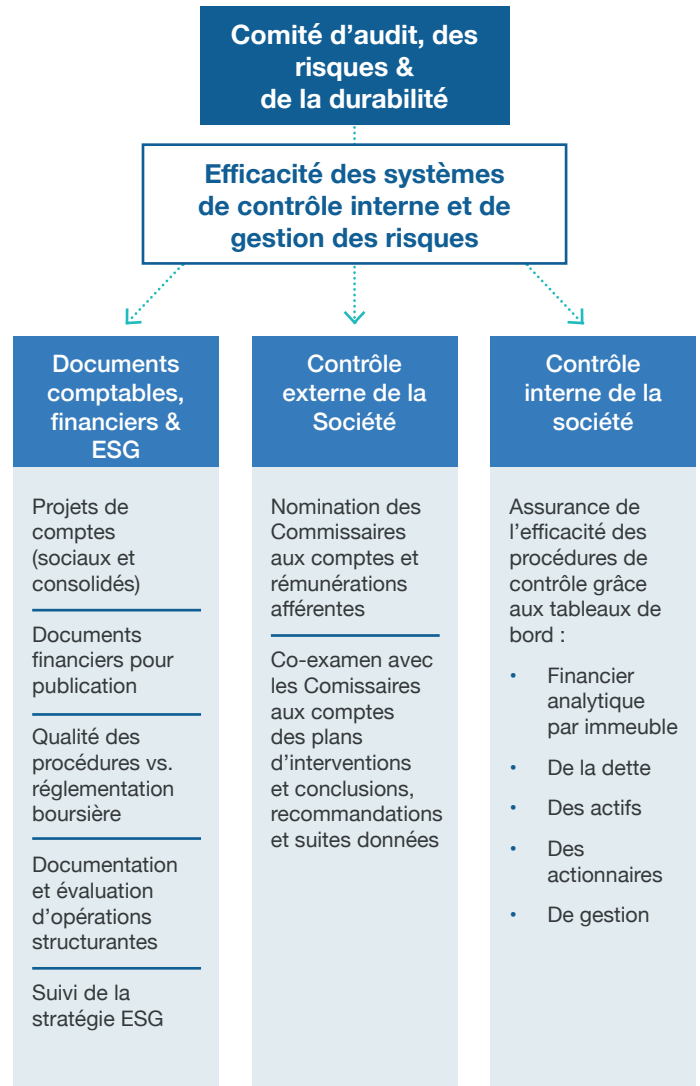 Comité d'audit, des
risques &
de la durabilité
Efficacité des systèmes
de contrôle interne et de
gestion des risques
Documents
comptables,
financiers &
ESG
Projets de
comptes
(sociaux et
consolidés)
Documents
financiers pour
publication
Qualité des
procédures vs.
réglementation
boursière
Documentation
et évaluation
d'opérations
structurantes
Suivi de la
stratégie ESG
Contrôle
externe de la
Société
Nomination des
Commissaires
aux comptes et
rémunérations
afférentes
Co-examen avec
les Comissaires
aux comptes
des plans
d'interventions
et conclusions,
recommandations
et suites données
Contrôle
interne de la
société
Assurance de
l'efficacité des
procédures de
contrôle grâce
aux tableaux de
bord :
• Financier
analytique
par immeuble
• De la dette
• Des actifs
• Des
actionnaires
• De gestion